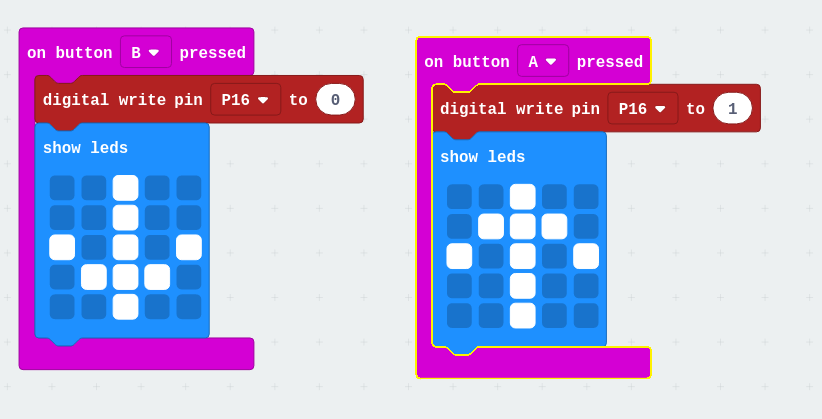 on button B pressed
digital write pin P16 to 0
show leds
on button A pressed
digital write pin P16 to 1
show leds